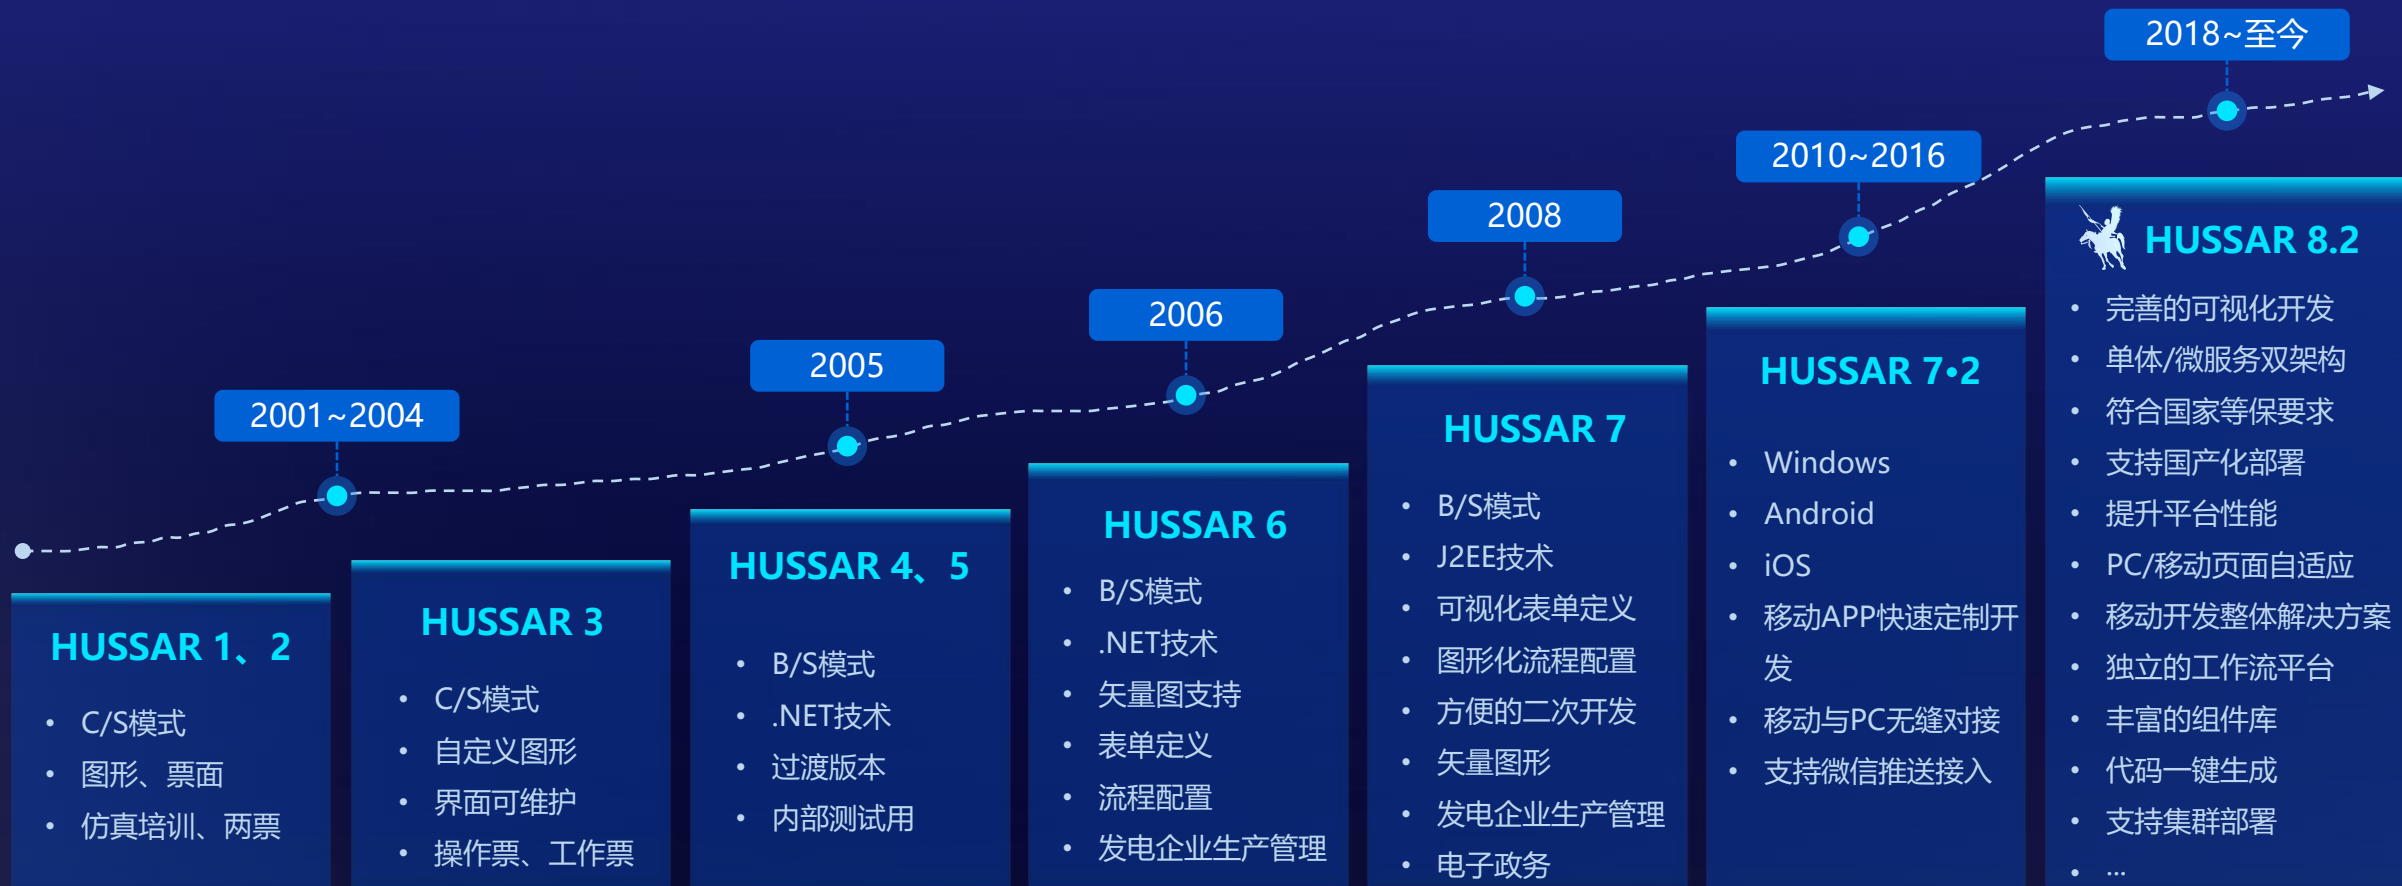 2001~2004
HUSSAR 1、2
• C/S模式
• 图形、票面
• 仿真培训、两票
HUSSAR 3
• C/S模式
• 自定义图形
• 界面可维护
• 操作票、工作票
2005
HUSSAR 4、5
• B/S模式
• .NET技术
• 过渡版本
• 内部测试用
2006
HUSSAR 6
• B/S模式
• .NET技术
• 矢量图支持
• 表单定义
• 流程配置
• 发电企业生产管理
2008
HUSSAR 7
• B/S模式
• J2EE技术
• 可视化表单定义
• 图形化流程配置
• 方便的二次开发
• 矢量图形
• 发电企业生产管理
• 电子政务
2010~2016
HUSSAR 7•2
• Windows
• Android
• iOS
• 移动APP快速定制开
发
• 移动与PC无缝对接
• 支持微信推送接入
2018~至今
HUSSAR 8.2
• 完善的可视化开发
• 单体/微服务双架构
• 符合国家等保要求
• 支持国产化部署
• 提升平台性能
• PC/移动页面自适应
• 移动开发整体解决方案
• 独立的工作流平台
• 丰富的组件库
• 代码一键生成
• 支持集群部署
• ...